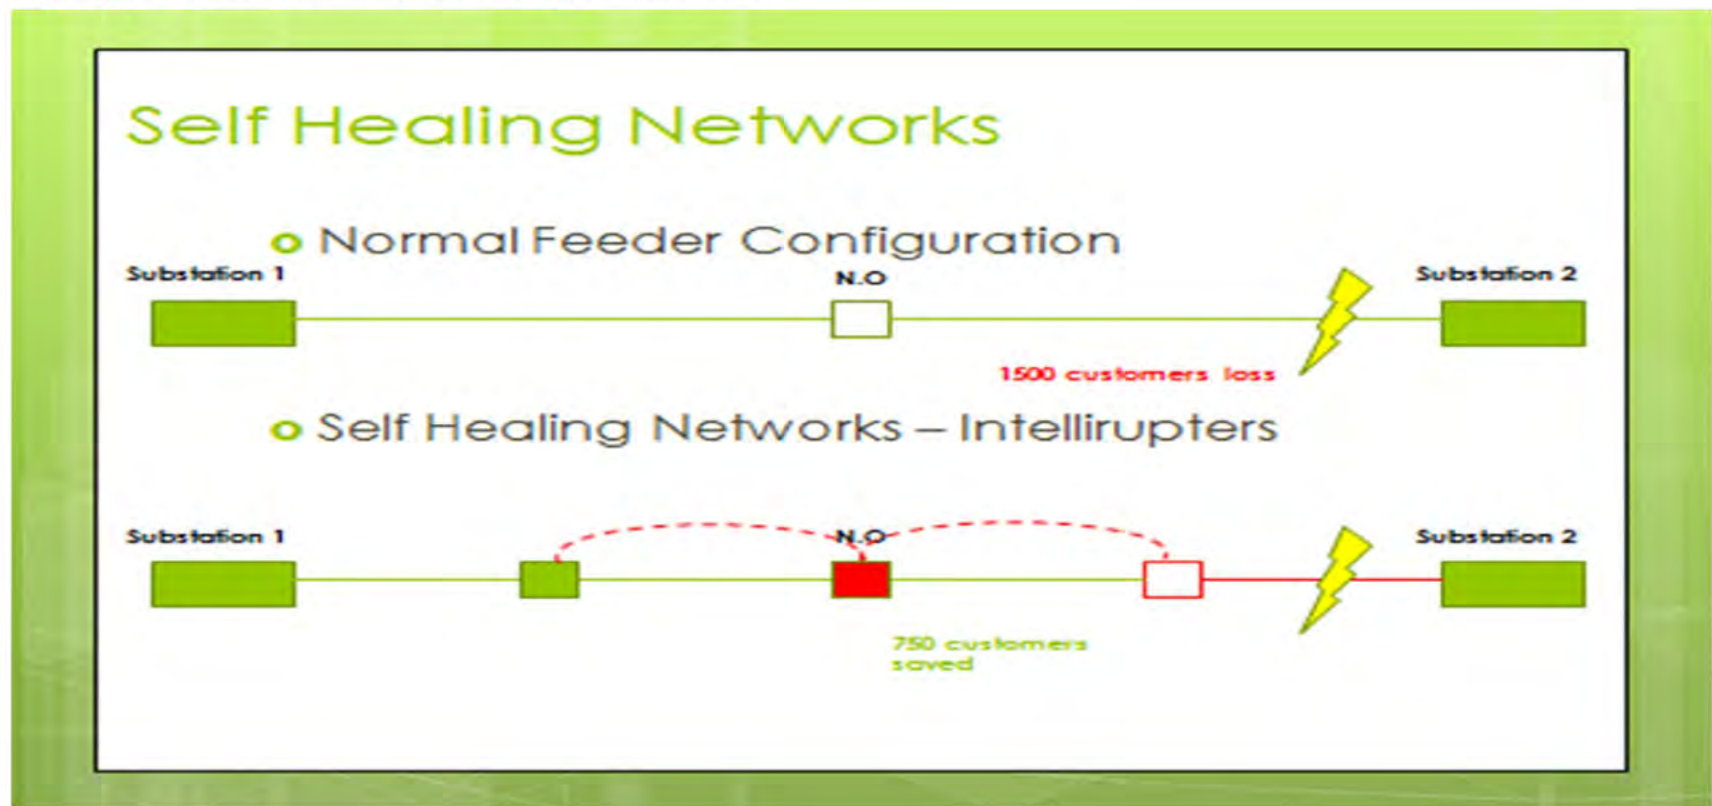 Self Healing Networks
Normal Feeder Configuration
Substation 1
N.O
Substation 2
1500 customers loss
Self Healing Networks – Intellirupters
Substation 1
N.O
Substation 2
750 customers
saved